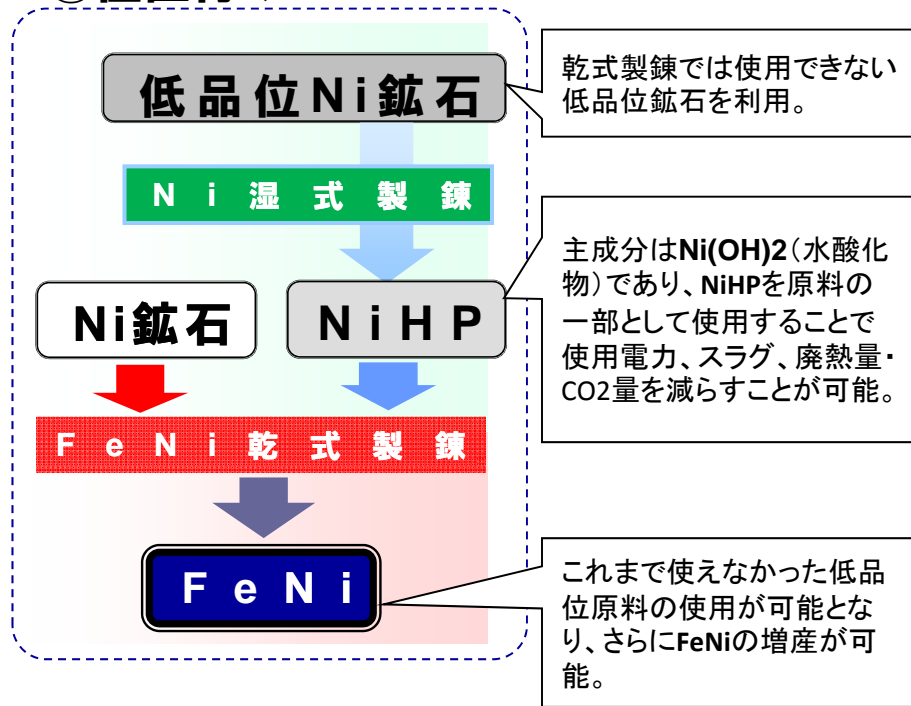 低品位Ni鉱石
乾式製錬では使用できない
低品位鉱石を利用。
Ni湿式製錬
主成分はNi(OH)2（水酸化
物）であり、NiHPを原料の
一部として使用することで
使用電力、スラグ、廃熱量・
CO2量を減らすことが可能。
Ni鉱石
NiHP
FeNi乾式製錬
FeNi
これまで使えなかった低品
位原料の使用が可能とな
り、さらにFeNiの増産が可
能。